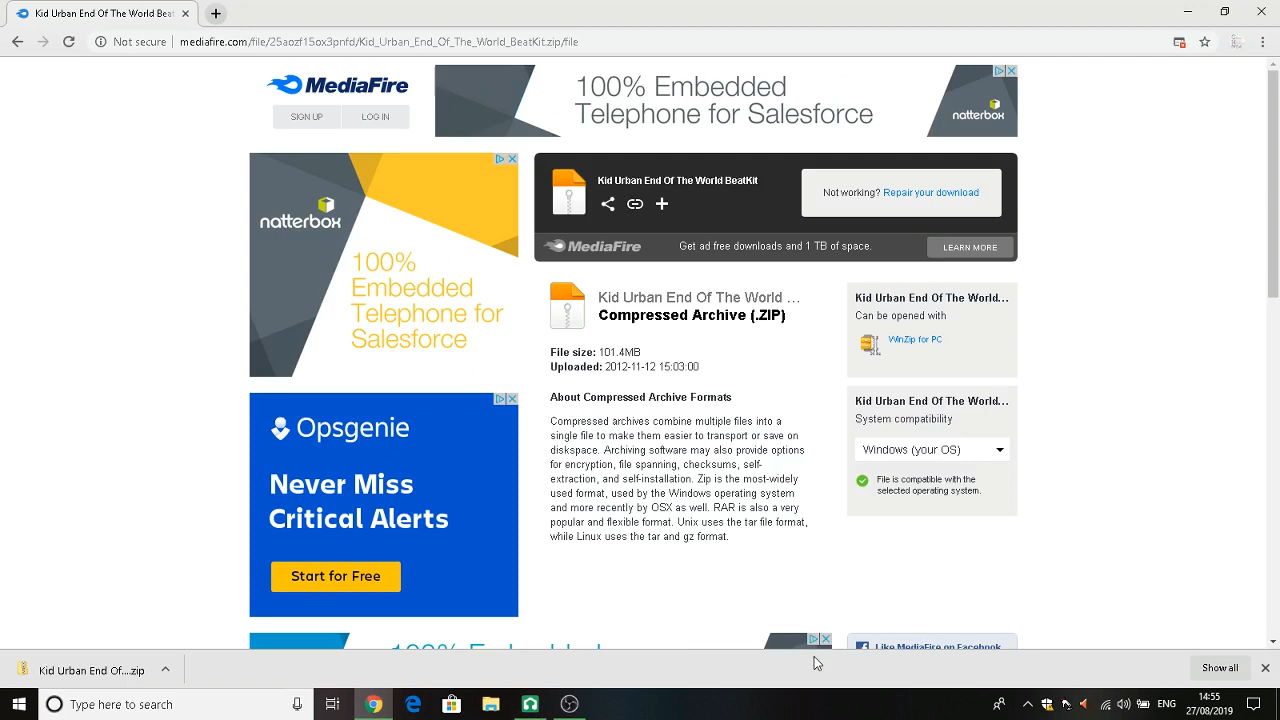 Kid Urban End Of The World Beat
Not secure
mediafire.com/file/25aozf15ox3pnfd/Kid_Urban_End_Of_The_World_BeatKit.zip/file
MediaFire
SIGN UP
LOG IN
100% Embedded
Telephone for Salesforce
natterbox
natterbox
100%
Embedded
Telephone for
Salesforce
Kid Urban End Of The World BeatKit
Not working? Repair your download
MediaFire
Get ad free downloads and 1 TB of space.
LEARN MORE
Kid Urban End Of The World ...
Compressed Archive (.ZIP)
File size: 101.4MB
Uploaded: 2012-11-12 15:03:00
About Compressed Archive Formats
Compressed archives combine multiple files into a
single file to make them easier to transport or save on
diskspace. Archiving software may also provide options
for encryption, file spanning, checksums, self-
extraction, and self-installation. Zip is the most-widely
used format, used by the Windows operating system
and more recently by OSX as well. RAR is also a very
popular and flexible format. Unix uses the tar file format,
while Linux uses the tar and gz format.
Kid Urban End Of The World...
Can be opened with
WinZip for PC
Kid Urban End Of The World...
System compatibility
Windows (your OS)
File is compatible with the
selected operating system.
Opsgenie
Never Miss
Critical Alerts
Start for Free
100% Embedded
Like MediaFire on Facebook
Kid Urban End Of....zip
Show all
Type here to search
ENG
14:55
27/08/2019